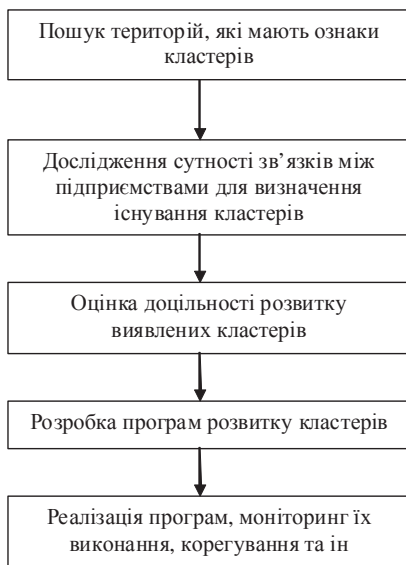 Пошук територій, які мають ознаки
кластерів
Дослідження сутності зв’язків між
підприємствами для визначення
існування кластерів
Оцінка доцільності розвитку
виявлених кластерів
Розробка програм розвитку кластерів
Реалізація програм, моніторинг їх
виконання, корегування та ін